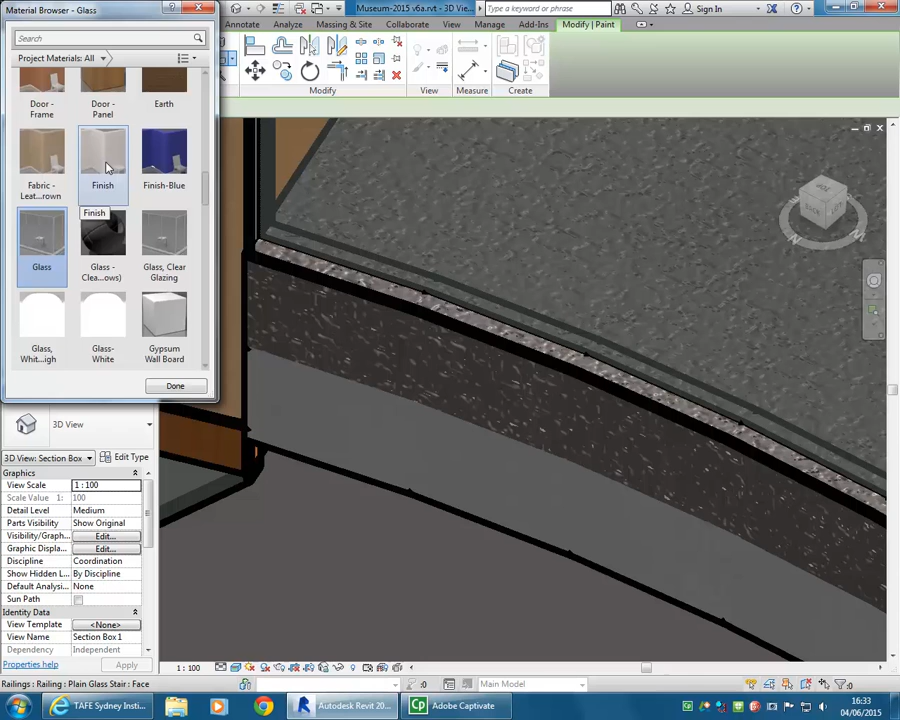 Material Browser - Glass
?
Search
Project Materials: All
Door - Frame
Door - Panel
Earth
Fabric - Leat...rown
Finish
Finish-Blue
Finish
Glass
Glass - Clea...ows)
Glass, Clear Glazing
Glass, Whit...igh
Glass- White
Gypsum Wall Board
Done
Museum-2015 v6a.rvt - 3D View...
Type a keyword or phrase
Sign In
Annotate
Analyze
Massing & Site
Collaborate
View
Manage
Add-Ins
Modify | Paint
Modify
View
Measure
Create
TOP
BACK
LEFT
3D View
3D View: Section Box
Edit Type
Graphics
View Scale 1 : 100
Scale Value 1: 100
Detail Level Medium
Parts Visibility Show Original
Visibility/Graph... Edit...
Graphic Displa... Edit...
Discipline Coordination
Show Hidden L... By Discipline
Default Analysi... None
Sun Path
Identity Data
View Template <None>
View Name Section Box 1
Dependency Independent
Properties help
Apply
1 : 100
Railings : Railing : Plain Glass Stair : Face
:0
Main Model
:0
TAFE Sydney Insti...
Autodesk Revit 20...
Adobe Captivate
16:33
04/06/2015